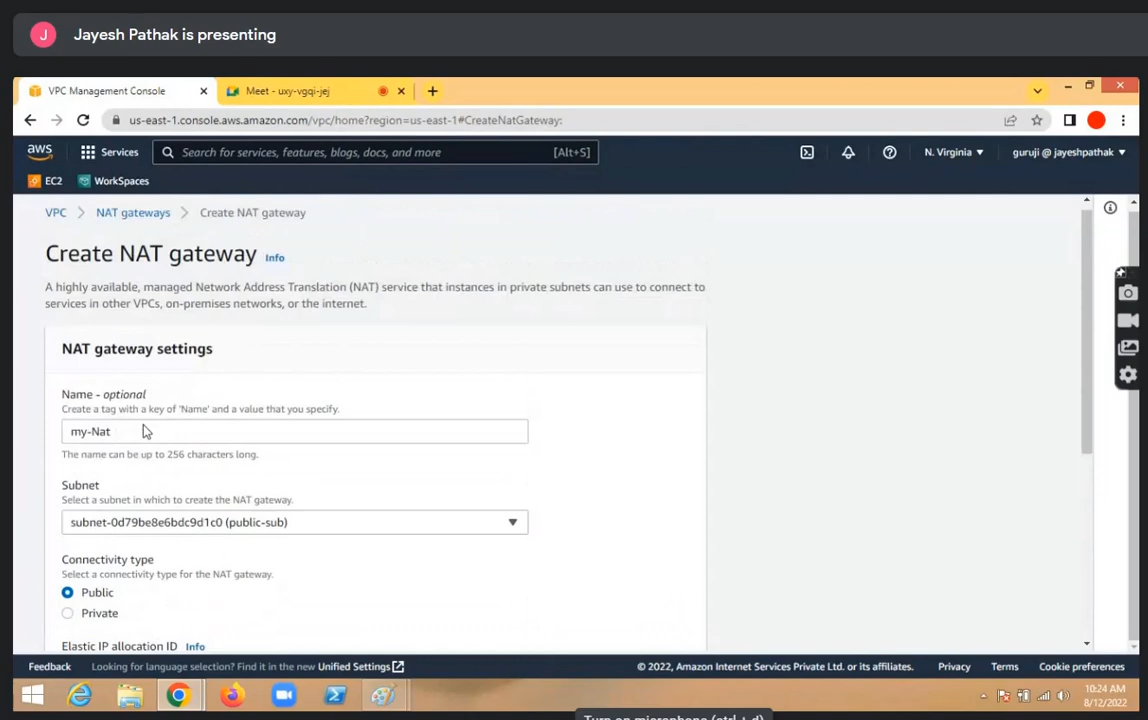 J Jayesh Pathak is presenting
VPC Management Console
Meet - uxy-vgqi-jej
us-east-1.console.aws.amazon.com/vpc/home?region=us-east-1#CreateNatGateway:
aws Services Search for services, features, blogs, docs, and more [Alt+S] N. Virginia guruji @ jayeshpathak
EC2 WorkSpaces
VPC NAT gateways Create NAT gateway
Create NAT gateway Info
A highly available, managed Network Address Translation (NAT) service that instances in private subnets can use to connect to
services in other VPCs, on-premises networks, or the internet.
NAT gateway settings
Name - optional
Create a tag with a key of 'Name' and a value that you specify.
my-Nat
The name can be up to 256 characters long.
Subnet
Select a subnet in which to create the NAT gateway.
subnet-0d79be8e6bdc9d1c0 (public-sub)
Connectivity type
Select a connectivity type for the NAT gateway.
Public
Private
Elastic IP allocation ID Info
Feedback Looking for language selection? Find it in the new Unified Settings © 2022, Amazon Internet Services Private Ltd. or its affiliates. Privacy Terms Cookie preferences
10:24 AM
8/12/2022
Turn on microphone (ctrl + d)